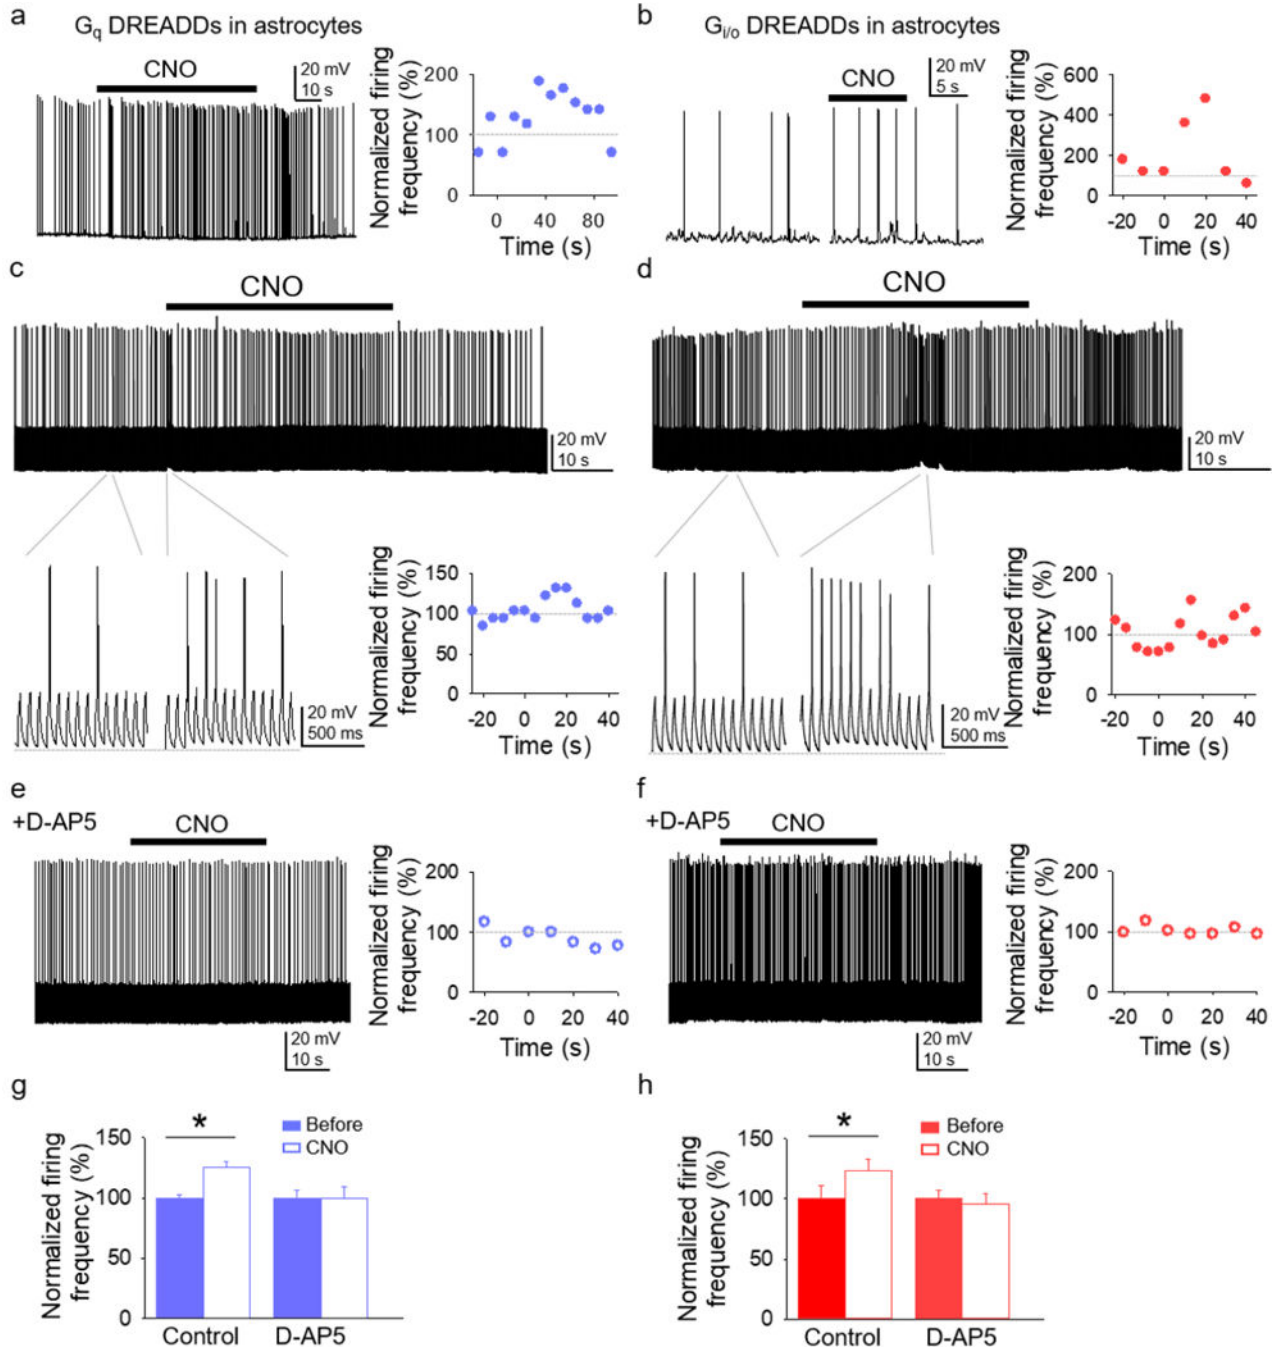 a
Gq DREADDs in astrocytes
CNO
20 mV
10 s
Normalized firing
frequency (%)
200
100
0
0 40 80
Time (s)
b
Gi/o DREADDs in astrocytes
CNO
20 mV
5 s
Normalized firing
frequency (%)
600
400
200
0
-20 0 20 40
Time (s)
c
CNO
20 mV
10 s
20 mV
500 ms
Normalized firing
frequency (%)
150
100
50
0
-20 0 20 40
Time (s)
d
CNO
20 mV
10 s
20 mV
500 ms
Normalized firing
frequency (%)
200
100
0
-20 0 20 40
Time (s)
e
+D-AP5
CNO
20 mV
10 s
Normalized firing
frequency (%)
200
100
0
-20 0 20 40
Time (s)
f
+D-AP5
CNO
20 mV
10 s
Normalized firing
frequency (%)
200
100
0
-20 0 20 40
Time (s)
g
Normalized firing
frequency (%)
150
100
50
0
*
Before
CNO
Control D-AP5
h
Normalized firing
frequency (%)
150
100
50
0
*
Before
CNO
Control D-AP5